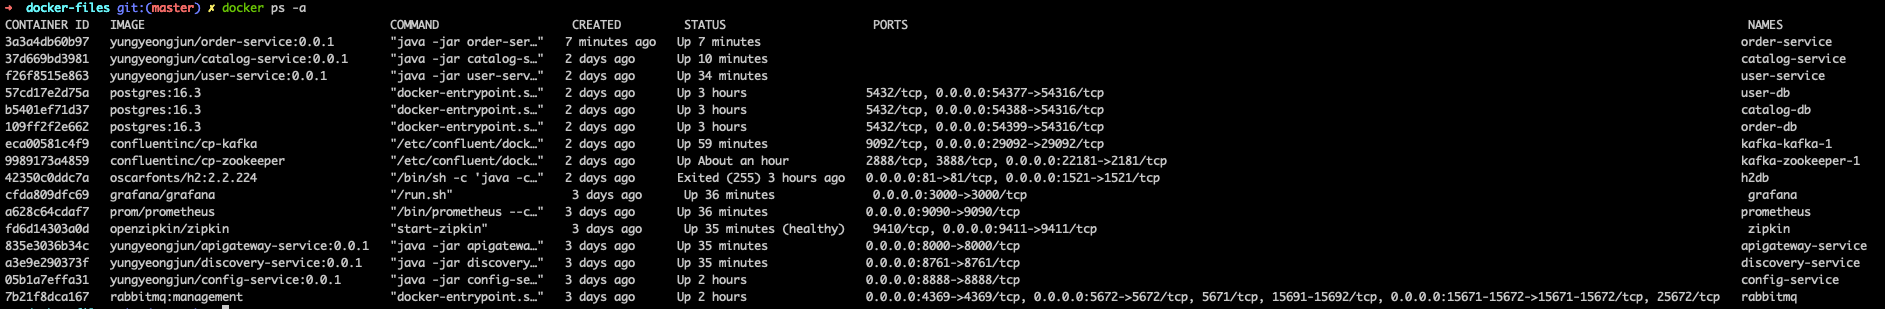 ➜  docker-files git:(master) ✗ docker ps -a
CONTAINER ID   IMAGE                                    COMMAND                  CREATED         STATUS                     PORTS                                                                                                                      NAMES
3a3a4db60b97   yungyeongjun/order-service:0.0.1        "java -jar order-ser…"   7 minutes ago   Up 7 minutes                                                                                                                                          order-service
37d669bd3981   yungyeongjun/catalog-service:0.0.1      "java -jar catalog-s…"   2 days ago      Up 10 minutes                                                                                                                                         catalog-service
f26f8515e863   yungyeongjun/user-service:0.0.1         "java -jar user-serv…"   2 days ago      Up 34 minutes                                                                                                                                         user-service
57cd17e2d75a   postgres:16.3                           "docker-entrypoint.s…"   2 days ago      Up 3 hours                 5432/tcp, 0.0.0.0:54377->54316/tcp                                                                                         user-db
b5401ef71d37   postgres:16.3                           "docker-entrypoint.s…"   2 days ago      Up 3 hours                 5432/tcp, 0.0.0.0:54388->54316/tcp                                                                                         catalog-db
109ff2f2e662   postgres:16.3                           "docker-entrypoint.s…"   2 days ago      Up 3 hours                 5432/tcp, 0.0.0.0:54399->54316/tcp                                                                                         order-db
eca00581c4f9   confluentinc/cp-kafka                   "/etc/confluent/dock…"   2 days ago      Up 59 minutes              9092/tcp, 0.0.0.0:29092->29092/tcp                                                                                         kafka-kafka-1
9989173a4859   confluentinc/cp-zookeeper               "/etc/confluent/dock…"   2 days ago      Up About an hour           2888/tcp, 3888/tcp, 0.0.0.0:22181->2181/tcp                                                                                kafka-zookeeper-1
42350c0ddc7a   oscarfonts/h2:2.2.224                   "/bin/sh -c 'java -c…"   2 days ago      Exited (255) 3 hours ago   0.0.0.0:81->81/tcp, 0.0.0.0:1521->1521/tcp                                                                                 h2db
cfda809dfc69   grafana/grafana                         "/run.sh"                3 days ago      Up 36 minutes              0.0.0.0:3000->3000/tcp                                                                                                     grafana
a628c64cdaf7   prom/prometheus                         "/bin/prometheus --c…"   3 days ago      Up 36 minutes              0.0.0.0:9090->9090/tcp                                                                                                     prometheus
fd6d14303a0d   openzipkin/zipkin                       "start-zipkin"           3 days ago      Up 35 minutes (healthy)    9410/tcp, 0.0.0.0:9411->9411/tcp                                                                                           zipkin
835e3036b34c   yungyeongjun/apigateway-service:0.0.1   "java -jar apigatewa…"   3 days ago      Up 35 minutes              0.0.0.0:8000->8000/tcp                                                                                                     apigateway-service
a3e9e290373f   yungyeongjun/discovery-service:0.0.1    "java -jar discovery…"   3 days ago      Up 35 minutes              0.0.0.0:8761->8761/tcp                                                                                                     discovery-service
05b1a7effa31   yungyeongjun/config-service:0.0.1       "java -jar config-se…"   3 days ago      Up 2 hours                 0.0.0.0:8888->8888/tcp                                                                                                     config-service
7b21f8dca167   rabbitmq:management                     "docker-entrypoint.s…"   3 days ago      Up 2 hours                 0.0.0.0:4369->4369/tcp, 0.0.0.0:5672->5672/tcp, 5671/tcp, 15691-15692/tcp, 0.0.0.0:15671-15672->15671-15672/tcp, 25672/tcp   rabbitmq